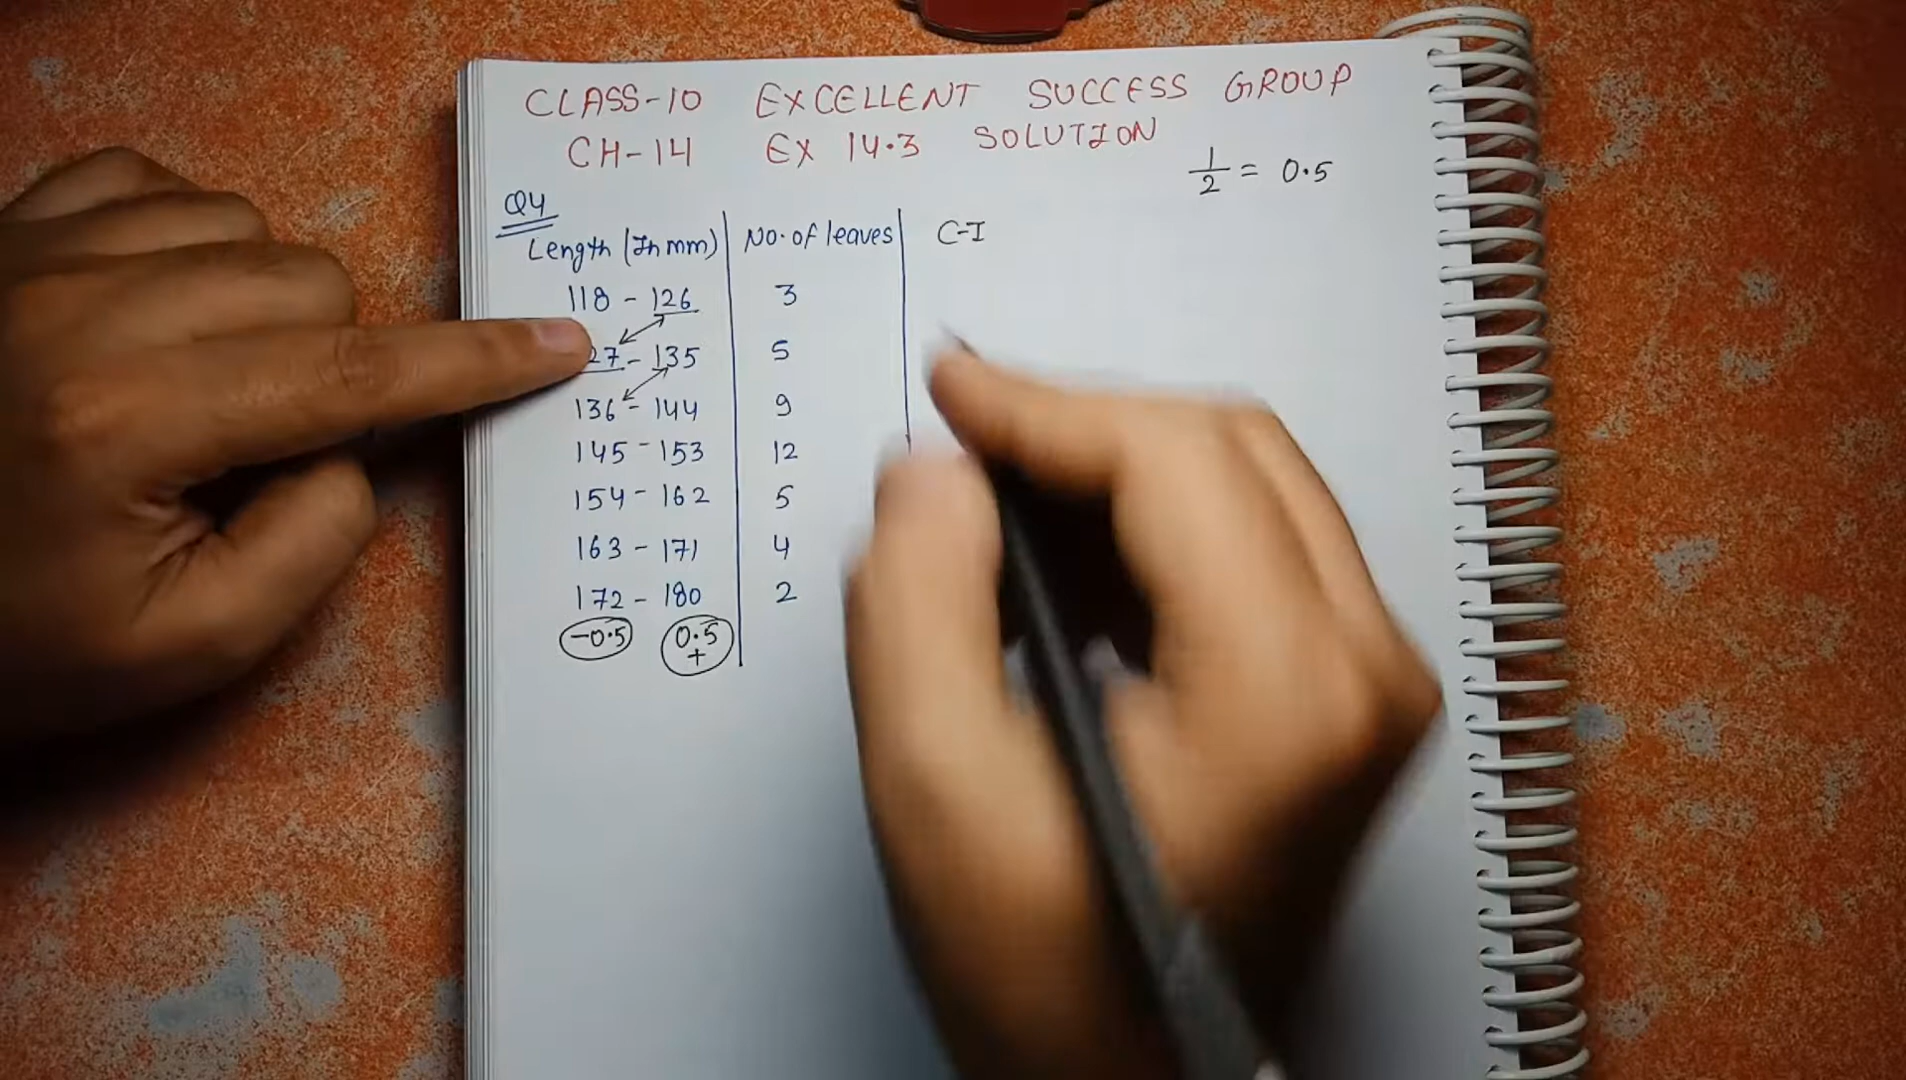 CLASS-10 EXCELLENT SUCCESS GROUP
CH-14 EX 14.3 SOLUTION
1/2 = 0.5
Q4
Length (In mm) No. of leaves C-I
118 - 126 3
27 - 135 5
136 - 144 9
145 - 153 12
154 - 162 5
163 - 171 4
172 - 180 2
-0.5 0.5
+